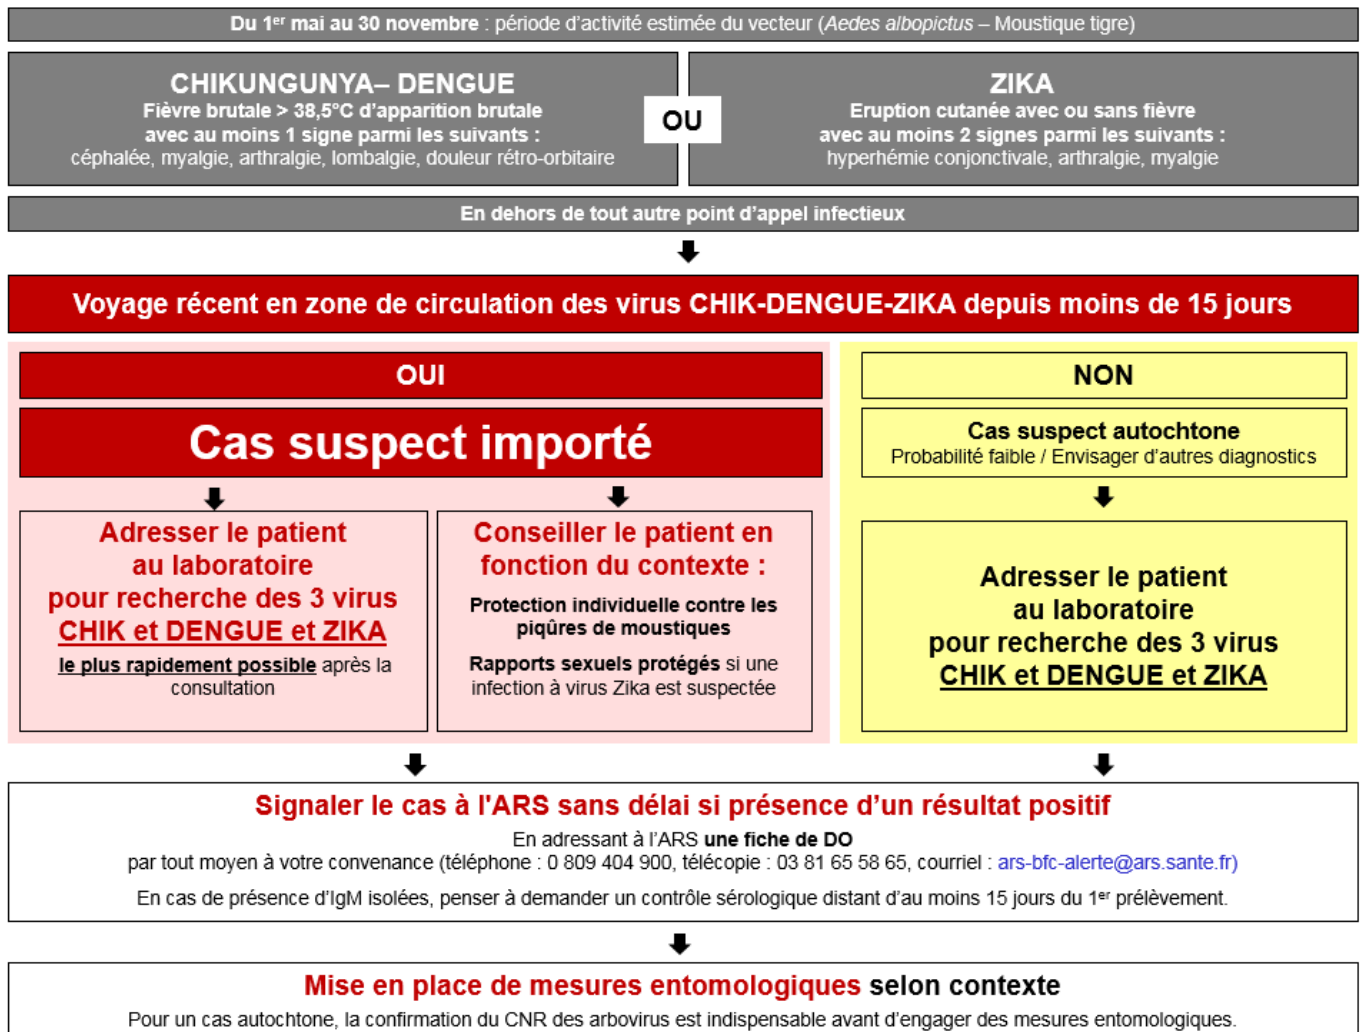 Du 1er mai au 30 novembre : période d'activité estimée du vecteur (Aedes albopictus – Moustique tigre)
CHIKUNGUNYA– DENGUE
Fièvre brutale > 38,5°C d'apparition brutale
avec au moins 1 signe parmi les suivants :
céphalée, myalgie, arthralgie, lombalgie, douleur rétro-orbitaire
OU
ZIKA
Eruption cutanée avec ou sans fièvre
avec au moins 2 signes parmi les suivants :
hyperhémie conjonctivale, arthralgie, myalgie
En dehors de tout autre point d'appel infectieux
Voyage récent en zone de circulation des virus CHIK-DENGUE-ZIKA depuis moins de 15 jours
OUI
Cas suspect importé
Adresser le patient
au laboratoire
pour recherche des 3 virus
CHIK et DENGUE et ZIKA
le plus rapidement possible après la
consultation
Conseiller le patient en
fonction du contexte :
Protection individuelle contre les
piqûres de moustiques
Rapports sexuels protégés si une
infection à virus Zika est suspectée
NON
Cas suspect autochtone
Probabilité faible / Envisager d'autres diagnostics
Adresser le patient
au laboratoire
pour recherche des 3 virus
CHIK et DENGUE et ZIKA
Signaler le cas à l'ARS sans délai si présence d'un résultat positif
En adressant à l'ARS une fiche de DO
par tout moyen à votre convenance (téléphone : 0 809 404 900, télécopie : 03 81 65 58 65, courriel : ars-bfc-alerte@ars.sante.fr)
En cas de présence d'IgM isolées, penser à demander un contrôle sérologique distant d'au moins 15 jours du 1er prélèvement.
Mise en place de mesures entomologiques selon contexte
Pour un cas autochtone, la confirmation du CNR des arbovirus est indispensable avant d'engager des mesures entomologiques.